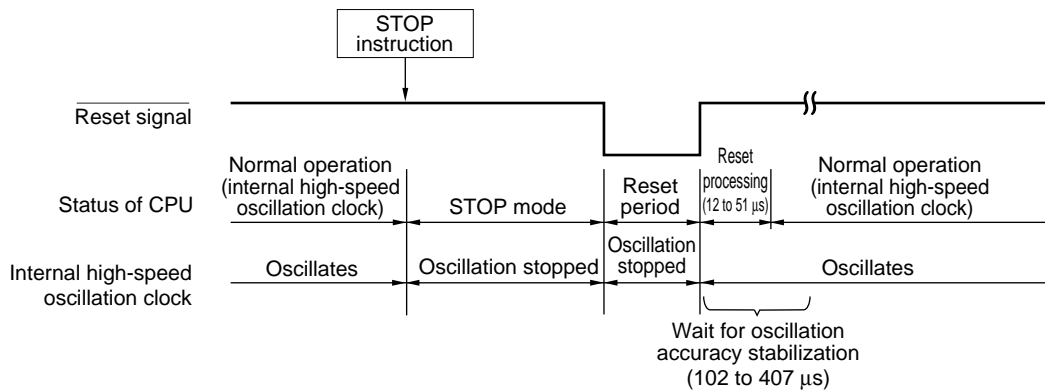 STOP
instruction
Reset signal
Normal operation
(internal high-speed
oscillation clock)
Status of CPU
STOP mode
Reset
period
Reset
processing
(12 to 51 µs)
Normal operation
(internal high-speed
oscillation clock)
Internal high-speed
oscillation clock
Oscillates
Oscillation stopped
Oscillation
stopped
Oscillates
Wait for oscillation
accuracy stabilization
(102 to 407 µs)